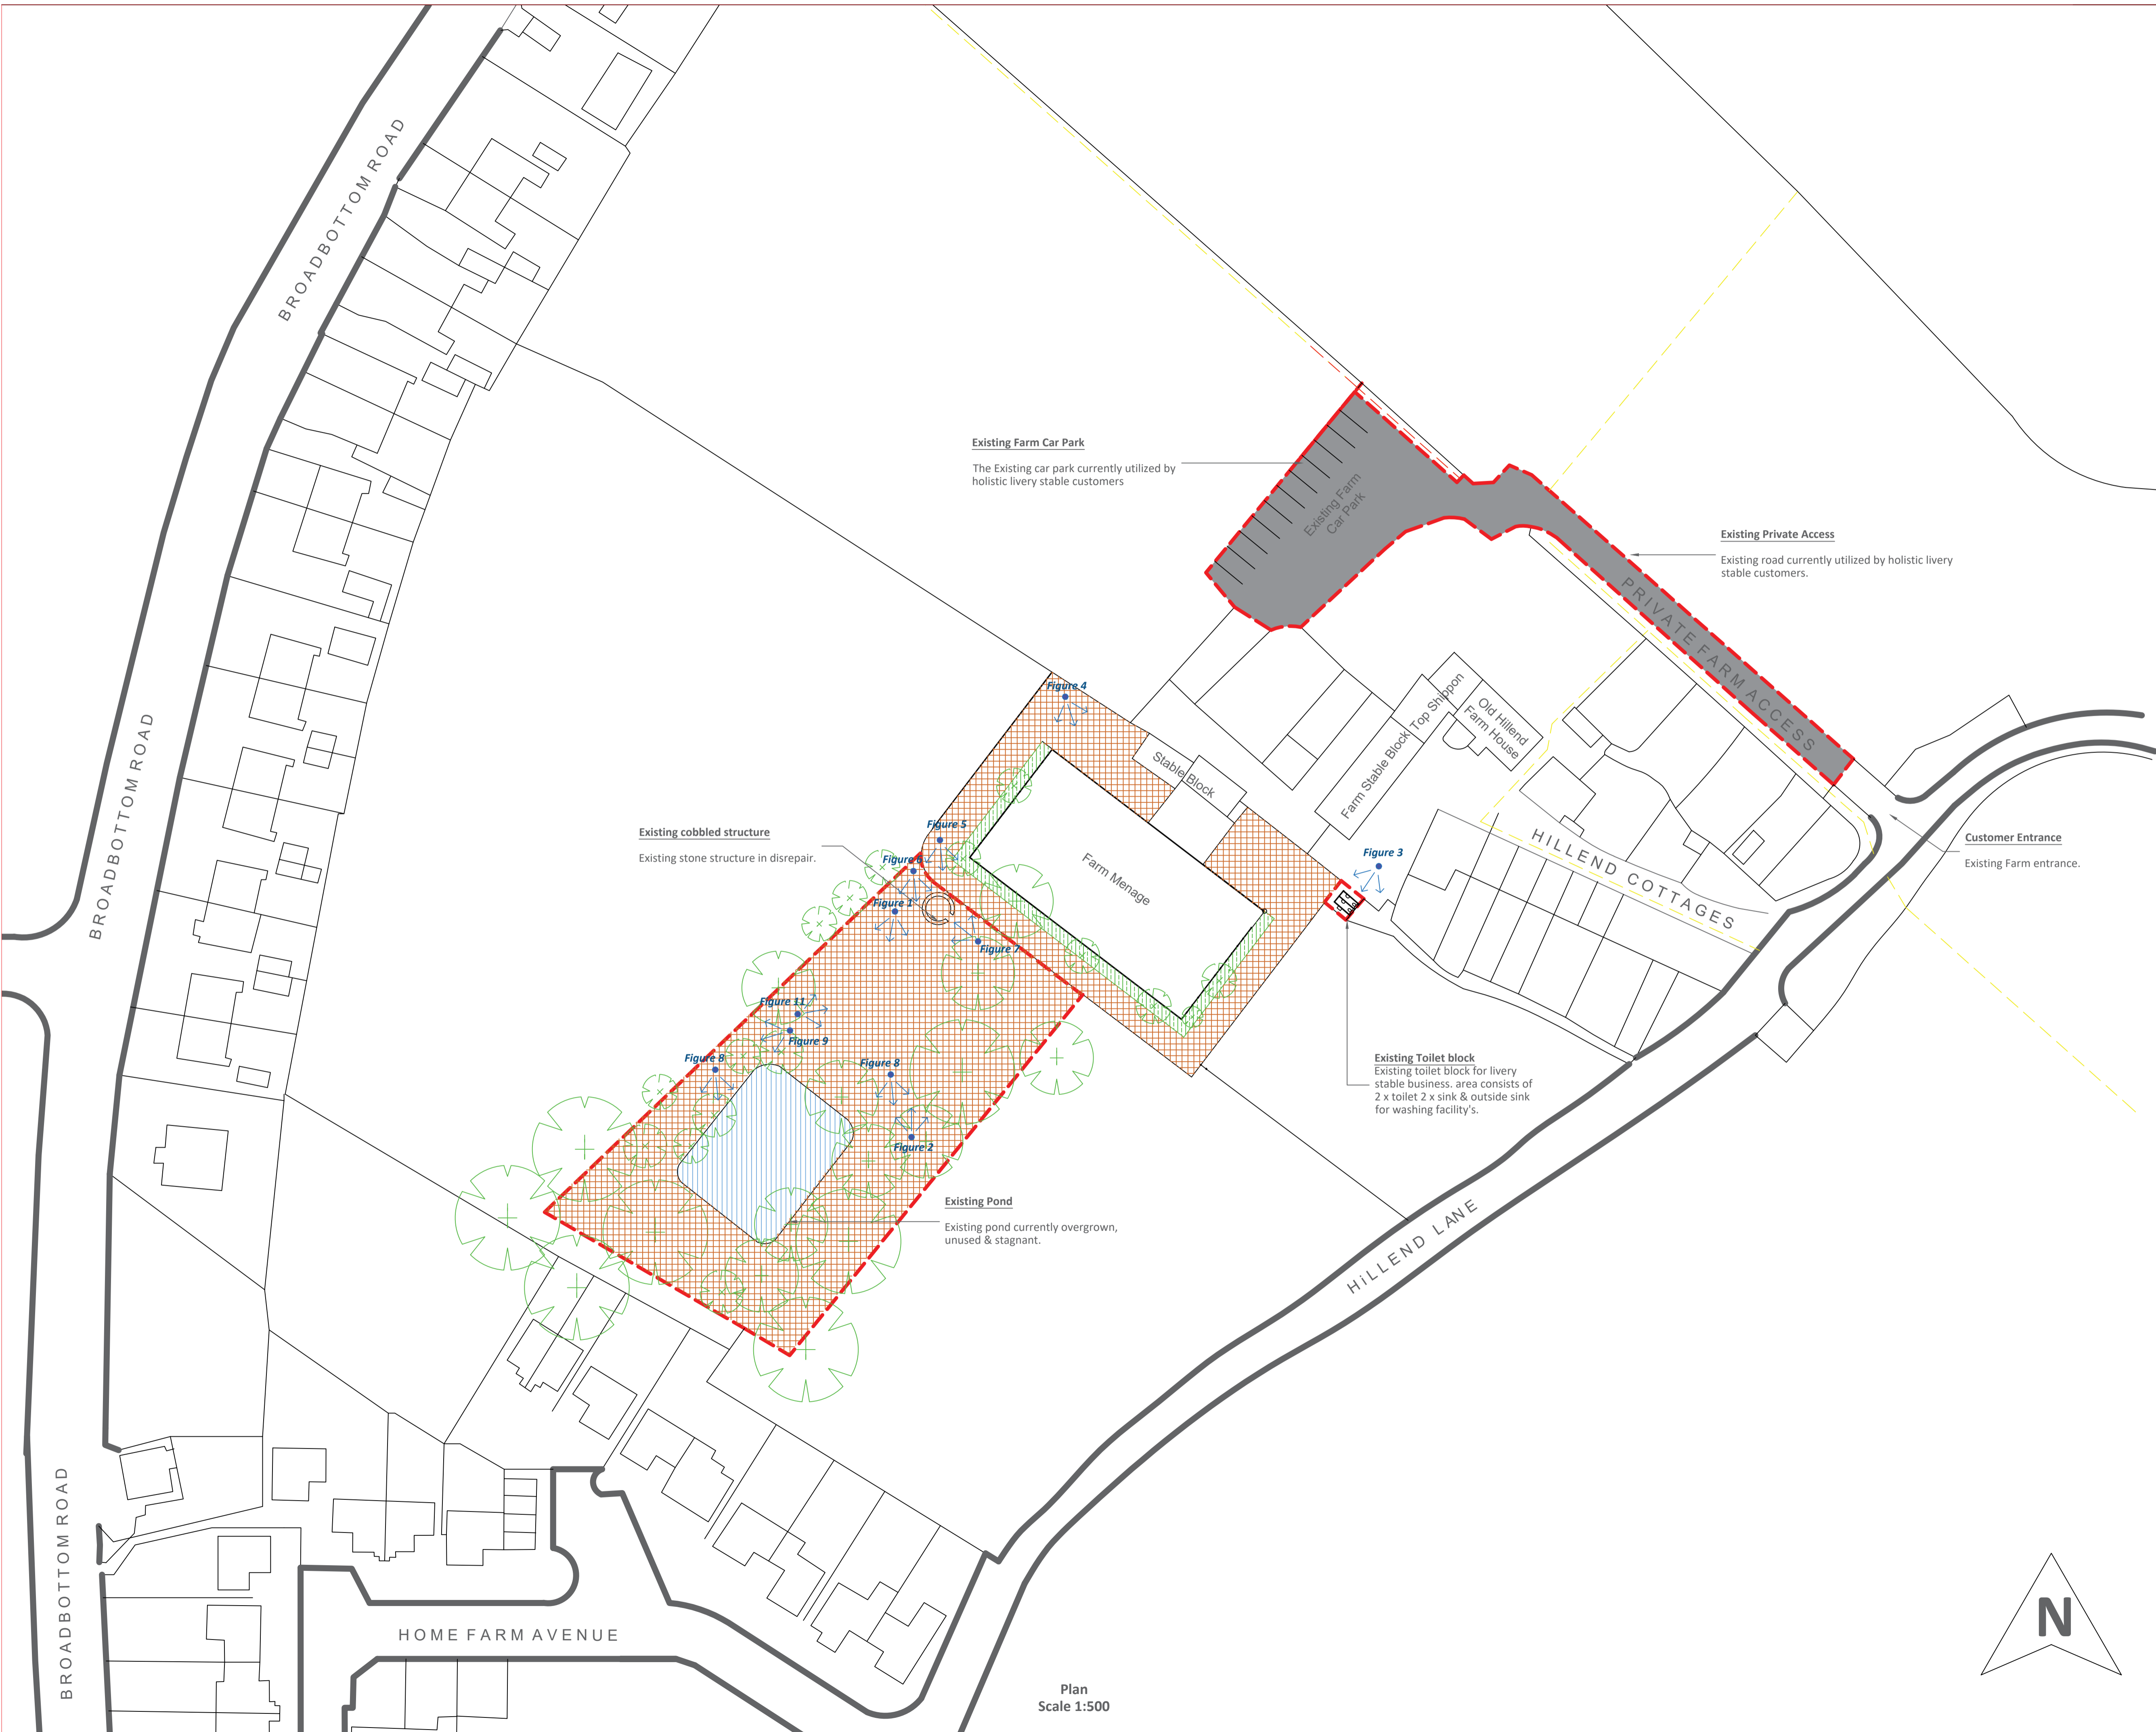 BROADBOTTOM ROAD
Existing Farm Car Park
The Existing car park currently utilized by
holistic livery stable customers
Existing Farm
Car Park
Existing Private Access
Existing road currently utilized by holistic livery
stable customers.
PRIVATE FARM ACCESS
Figure 4
Stable Block
Farm Stable Block
Top Shippon
Old Hillend
Farm House
BROADBOTTOM ROAD
Existing cobbled structure
Existing stone structure in disrepair.
Figure 5
Figure 6
Figure 1
Figure 7
Farm Menage
Figure 3
HILLEND COTTAGES
Customer Entrance
Existing Farm entrance.
Figure 11
Figure 9
Figure 8
Figure 8
Figure 2
Existing Toilet block
Existing toilet block for livery
stable business. area consists of
2 x toilet 2 x sink & outside sink
for washing facility's.
Existing Pond
Existing pond currently overgrown,
unused & stagnant.
HiLLEND LANE
BROADBOTTOM ROAD
HOME FARM AVENUE
Plan
Scale 1:500
N